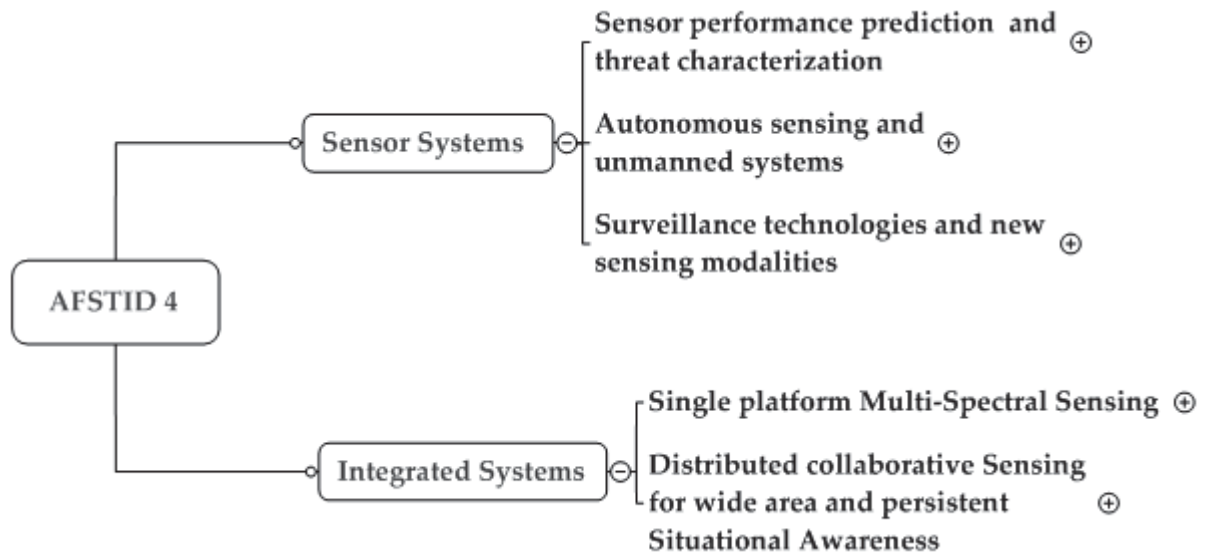 Sensor performance prediction and
threat characterization
Sensor Systems
Autonomous sensing and
unmanned systems
Surveillance technologies and new
sensing modalities
AFSTID 4
Single platform Multi-Spectral Sensing
Integrated Systems
Distributed collaborative Sensing
for wide area and persistent
Situational Awareness